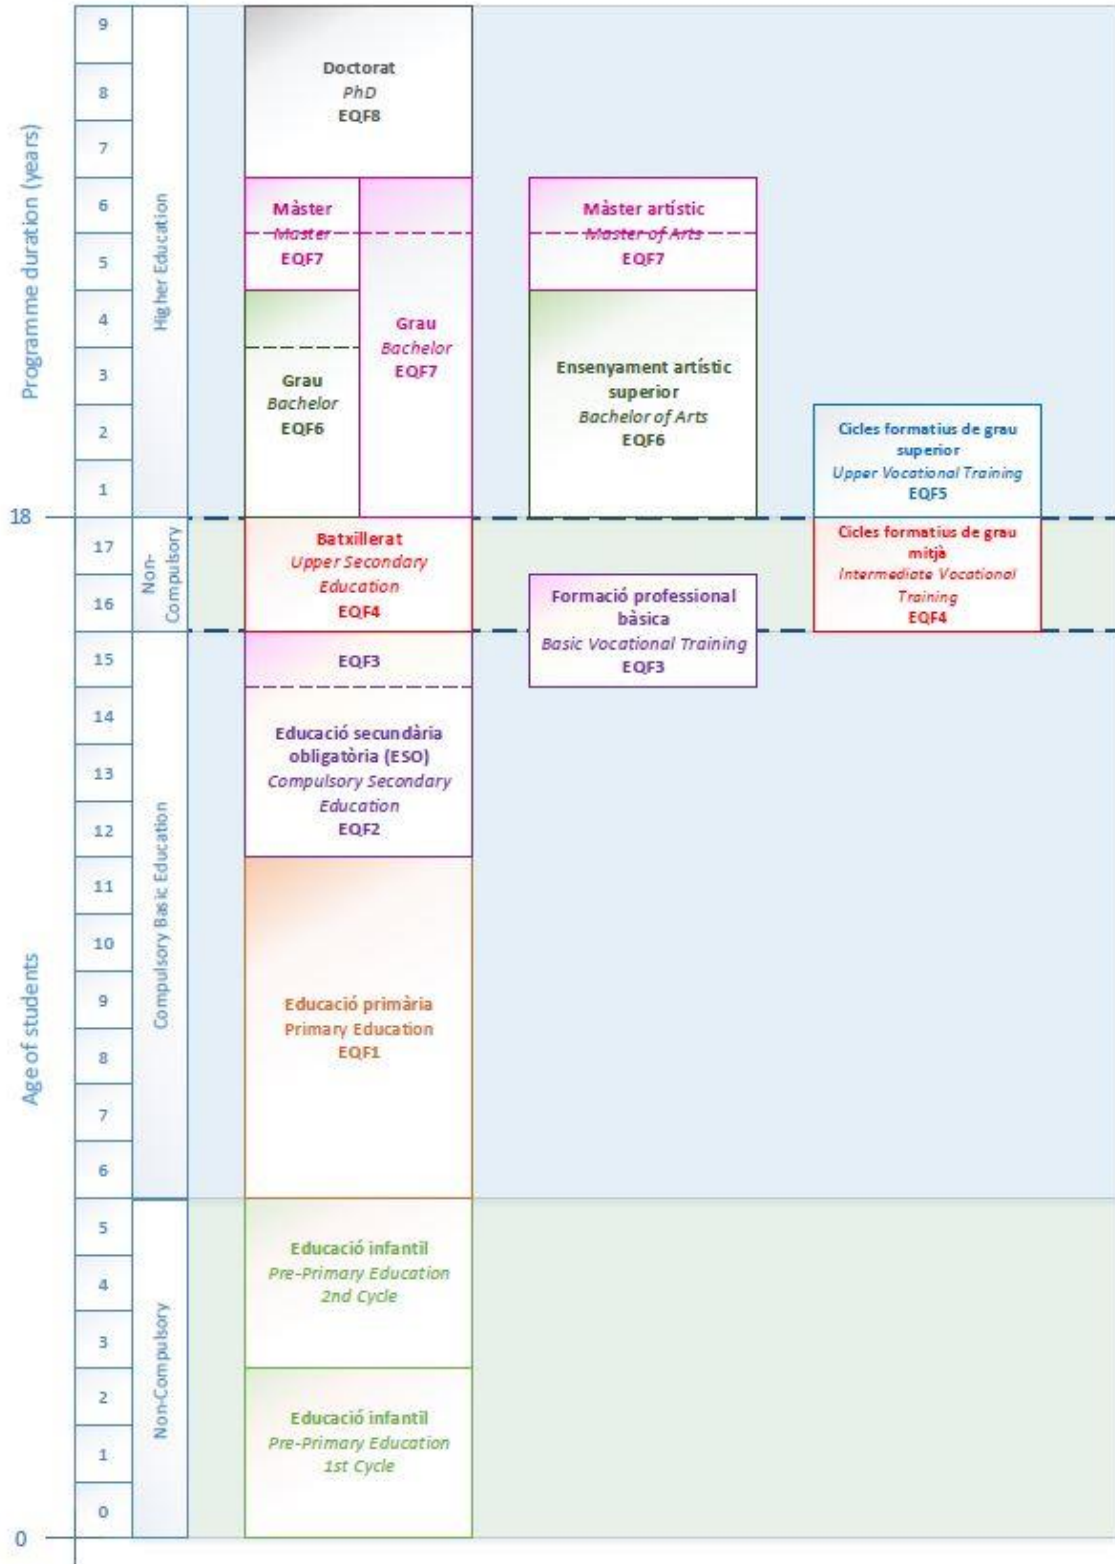 Programme duration (years)
Age of students
18
0
9
8
7
6
5
4
3
2
1
17
16
15
14
13
12
11
10
9
8
7
6
5
4
3
2
1
0
Higher Education
Non-
Compulsory
Compulsory Basic Education
Non-Compulsory
Doctorat
PhD
EQF8
Màster
Master
EQF7
Grau
Bachelor
EQF7
Grau
Bachelor
EQF6
Màster artístic
Master of Arts
EQF7
Ensenyament artístic
superior
Bachelor of Arts
EQF6
Cicles formatius de grau
superior
Upper Vocational Training
EQF5
Batxillerat
Upper Secondary
Education
EQF4
Formació professional
bàsica
Basic Vocational Training
EQF3
Cicles formatius de grau
mitjà
Intermediate Vocational
Training
EQF4
EQF3
Educació secundària
obligatòria (ESO)
Compulsory Secondary
Education
EQF2
Educació primària
Primary Education
EQF1
Educació infantil
Pre-Primary Education
2nd Cycle
Educació infantil
Pre-Primary Education
1st Cycle